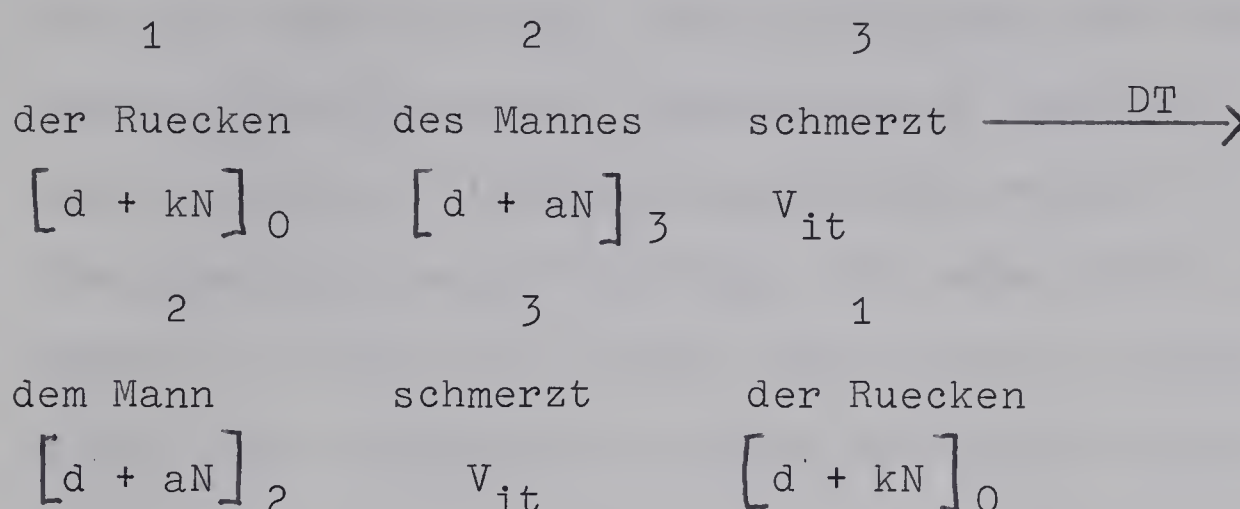 1 2 3
der Ruecken des Mannes schmerzt DT
[d + kN]0 [d + aN]3 Vit
2 3 1
dem Mann schmerzt der Ruecken
[d + aN]2 Vit [d + kN]0